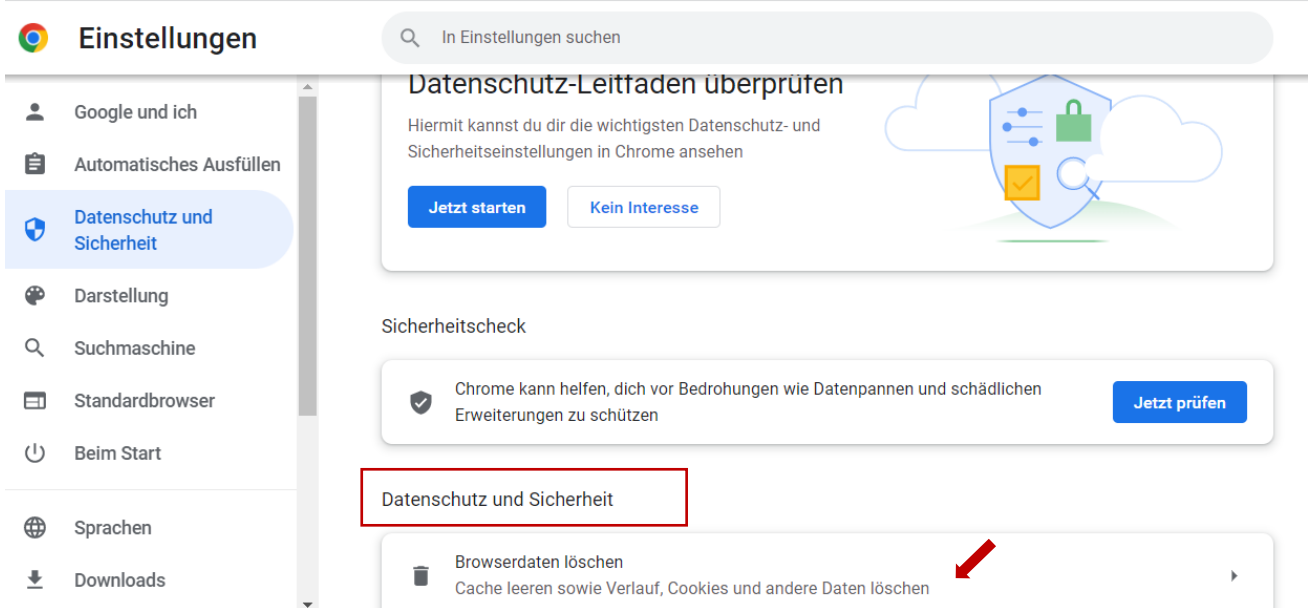 Einstellungen
In Einstellungen suchen
Google und ich
Automatisches Ausfüllen
Datenschutz und
Sicherheit
Darstellung
Suchmaschine
Standardbrowser
Beim Start
Sprachen
Downloads
Datenschutz-Leitfaden überprüfen
Hiermit kannst du dir die wichtigsten Datenschutz- und
Sicherheitseinstellungen in Chrome ansehen
Jetzt starten
Kein Interesse
Sicherheitscheck
Chrome kann helfen, dich vor Bedrohungen wie Datenpannen und schädlichen
Erweiterungen zu schützen
Jetzt prüfen
Datenschutz und Sicherheit
Browserdaten löschen
Cache leeren sowie Verlauf, Cookies und andere Daten löschen